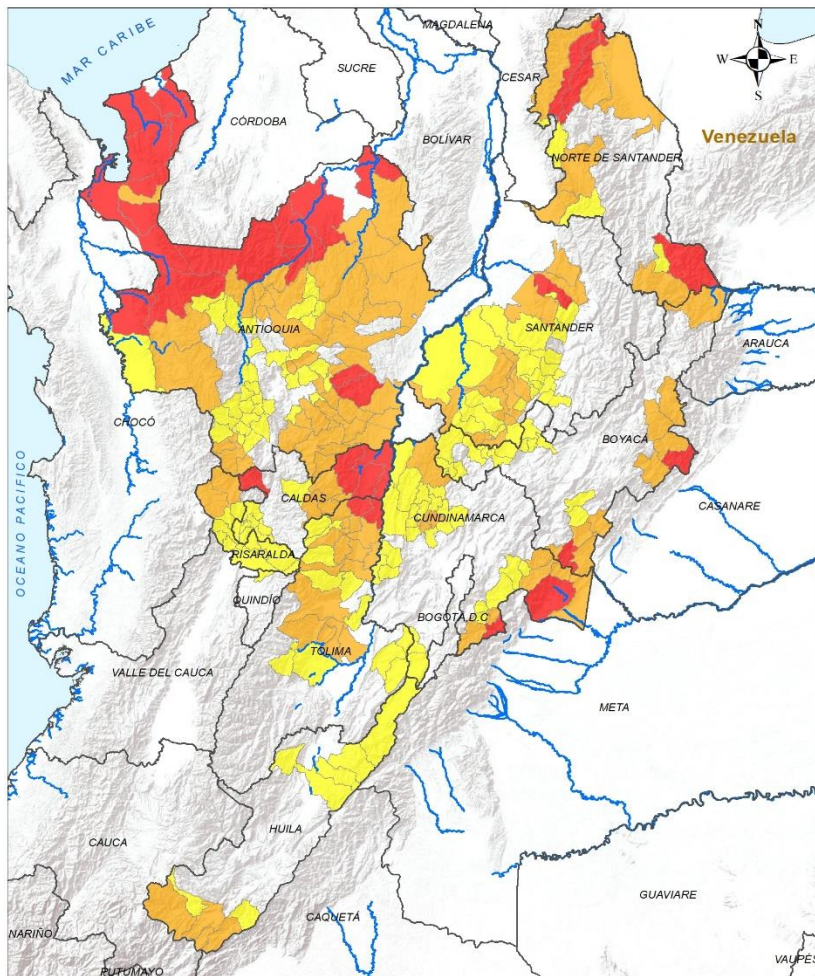 MAR CARIBE
MAGDALENA
SUCRE
CESAR
N
W E
S
CÓRDOBA
BOLÍVAR
Venezuela
NORTE DE SANTANDER
ANTIOQUIA
SANTANDER
ARAUCA
CHOCÓ
BOYACÁ
OCEANO PACIFICO
CALDAS
CUNDINAMARCA
CASANARE
RISARALDA
QUINDÍO
BOGOTÁ D.C
TOLIMA
VALLE DEL CAUCA
META
HUILA
CAUCA
GUAVIARE
CAQUETÁ
NARIÑO
PUTUMAYO
VAUPÉS